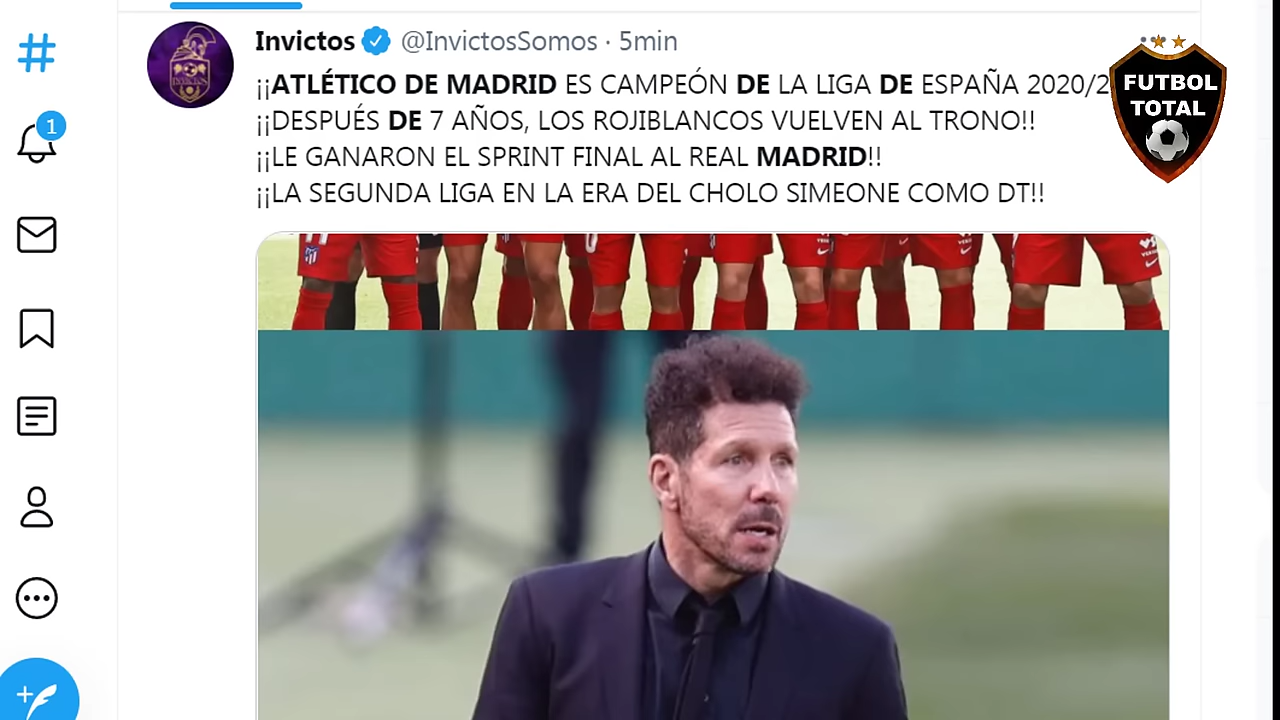 Invictos @InvictosSomos · 5min
¡¡ATLÉTICO DE MADRID ES CAMPEÓN DE LA LIGA DE ESPAÑA 2020/2
¡¡DESPUÉS DE 7 AÑOS, LOS ROJIBLANCOS VUELVEN AL TRONO!!
¡¡LE GANARON EL SPRINT FINAL AL REAL MADRID!!
¡¡LA SEGUNDA LIGA EN LA ERA DEL CHOLO SIMEONE COMO DT!!
FUTBOL
TOTAL
1